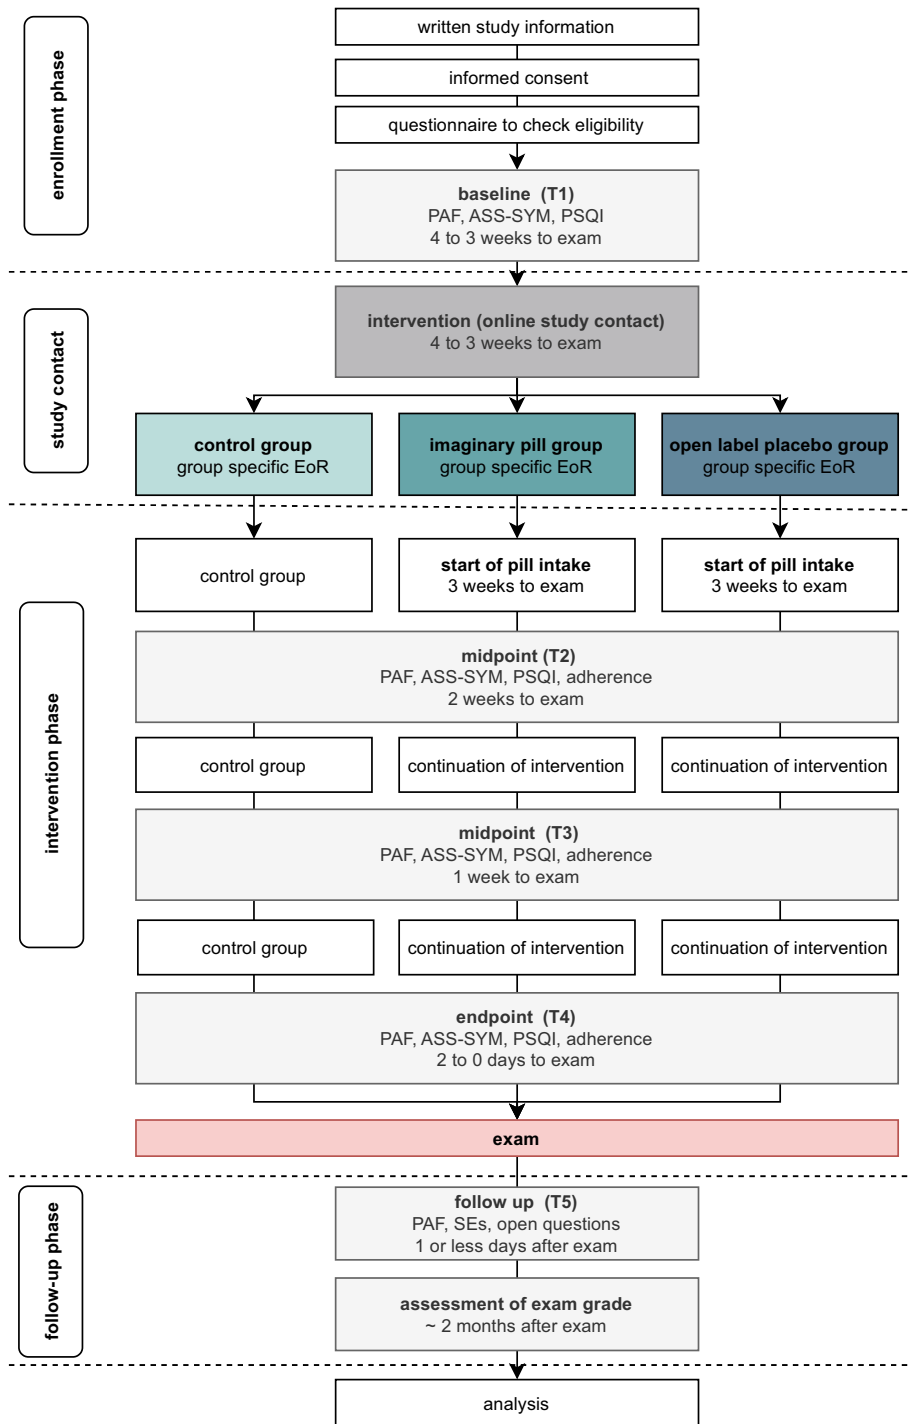 enrollment phase
written study information
informed consent
questionnaire to check eligibility
baseline (T1)
PAF, ASS-SYM, PSQI
4 to 3 weeks to exam
study contact
intervention (online study contact)
4 to 3 weeks to exam
control group
group specific EoR
imaginary pill group
group specific EoR
open label placebo group
group specific EoR
intervention phase
control group
start of pill intake
3 weeks to exam
start of pill intake
3 weeks to exam
midpoint (T2)
PAF, ASS-SYM, PSQI, adherence
2 weeks to exam
control group
continuation of intervention
continuation of intervention
midpoint (T3)
PAF, ASS-SYM, PSQI, adherence
1 week to exam
control group
continuation of intervention
continuation of intervention
endpoint (T4)
PAF, ASS-SYM, PSQI, adherence
2 to 0 days to exam
exam
follow-up phase
follow up (T5)
PAF, SEs, open questions
1 or less days after exam
assessment of exam grade
~ 2 months after exam
analysis